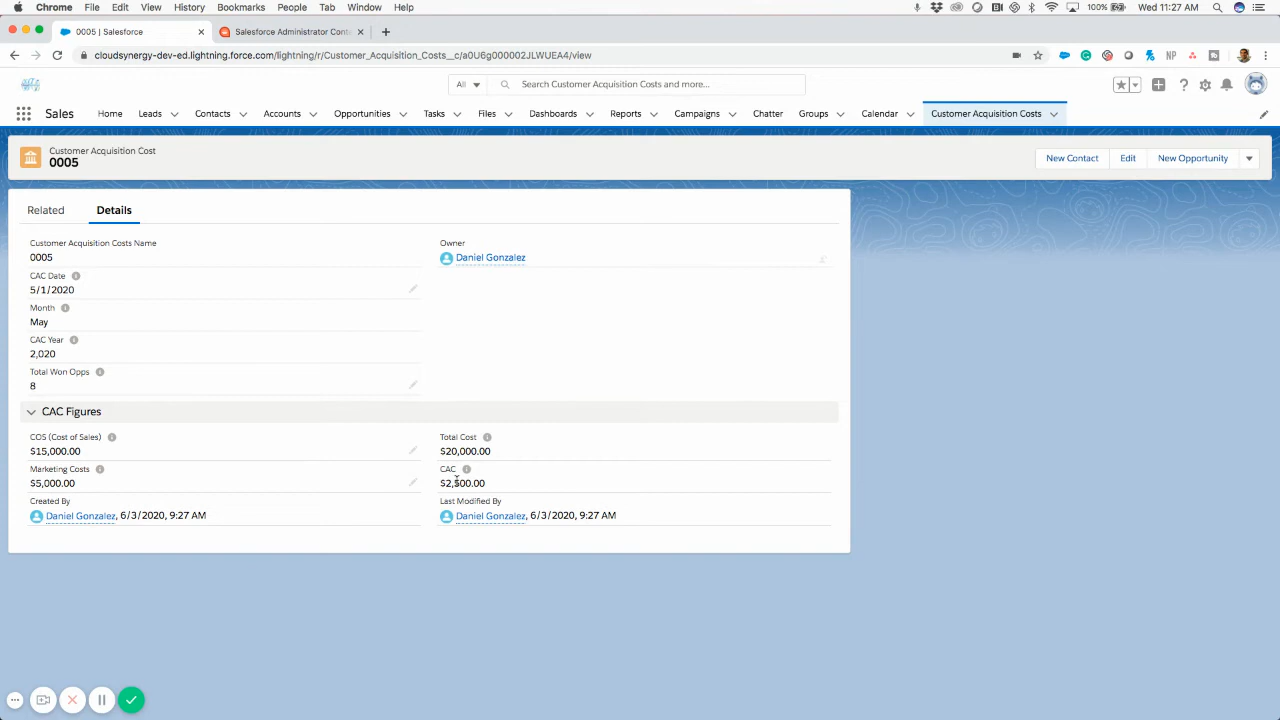 Chrome File Edit View History Bookmarks People Tab Window Help 100% Wed 11:27 AM
0005 | Salesforce Salesforce Administrator Cont
cloudsynergy-dev-ed.lightning.force.com/lightning/r/Customer_Acquisition_Costs__c/a0U6g000002JLWUEA4/view NP
All Search Customer Acquisition Costs and more...
Sales Home Leads Contacts Accounts Opportunities Tasks Files Dashboards Reports Campaigns Chatter Groups Calendar Customer Acquisition Costs
Customer Acquisition Cost
0005
New Contact Edit New Opportunity
Related Details
Customer Acquisition Costs Name
0005
Owner
Daniel Gonzalez
CAC Date
5/1/2020
Month
May
CAC Year
2,020
Total Won Opps
8
CAC Figures
COS (Cost of Sales)
$15,000.00
Total Cost
$20,000.00
Marketing Costs
$5,000.00
CAC
$2,500.00
Created By
Daniel Gonzalez, 6/3/2020, 9:27 AM
Last Modified By
Daniel Gonzalez, 6/3/2020, 9:27 AM